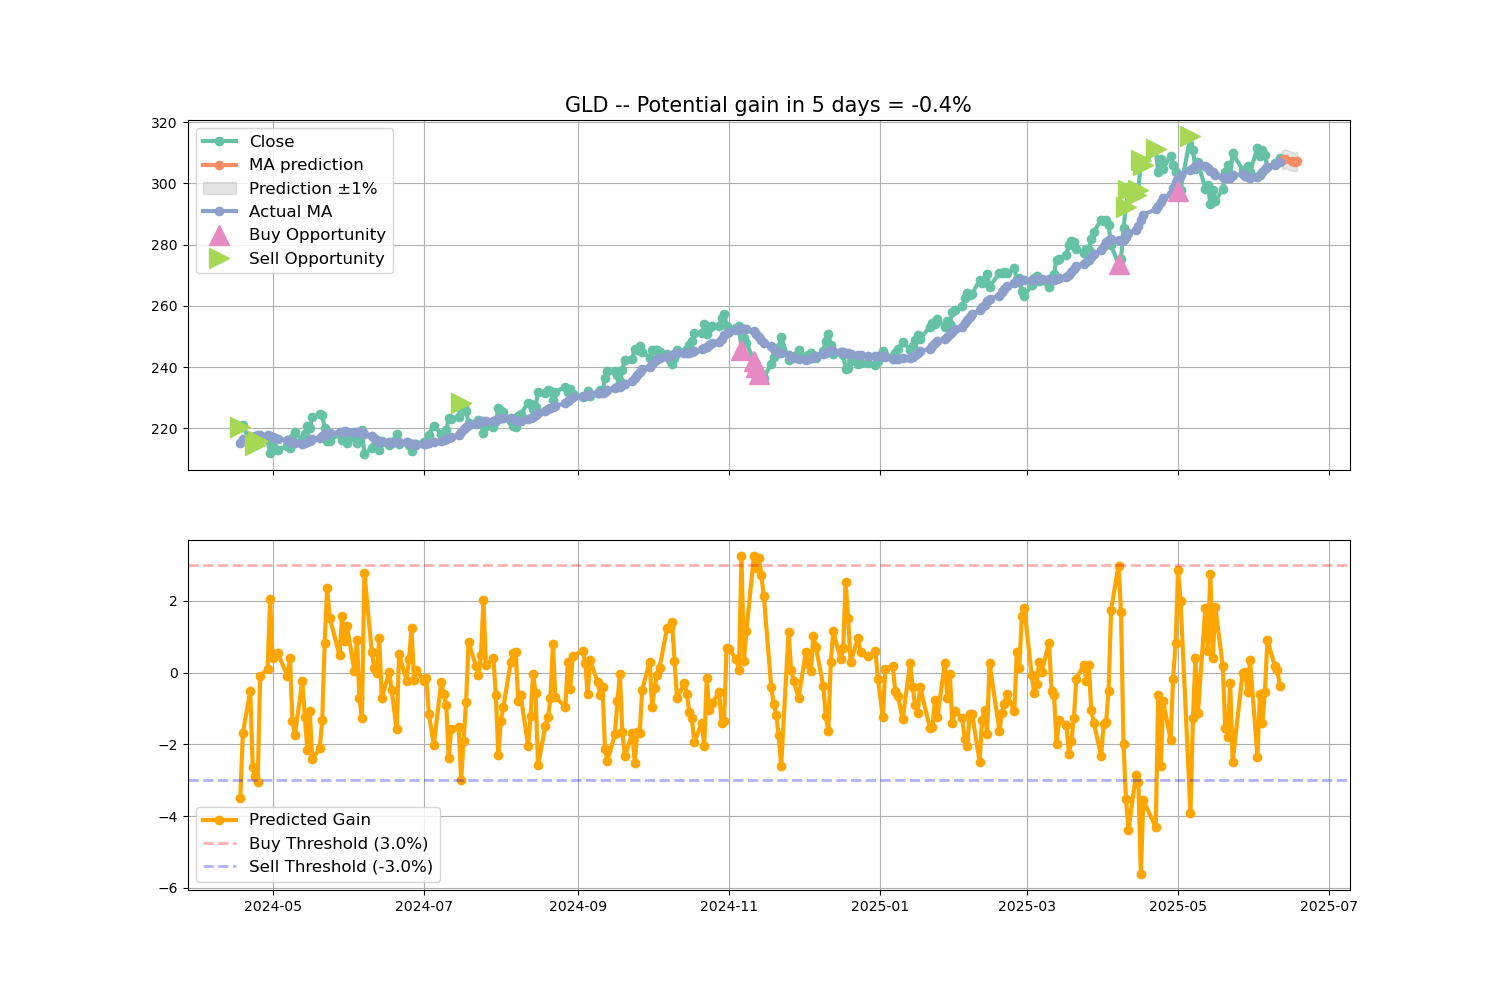 GLD -- Potential gain in 5 days = -0.4%
320
300
280
260
240
220
Close
MA prediction
Prediction ±1%
Actual MA
Buy Opportunity
Sell Opportunity
2
0
−2
−4
−6
Predicted Gain
Buy Threshold (3.0%)
Sell Threshold (-3.0%)
2024-05 2024-07 2024-09 2024-11 2025-01 2025-03 2025-05 2025-07